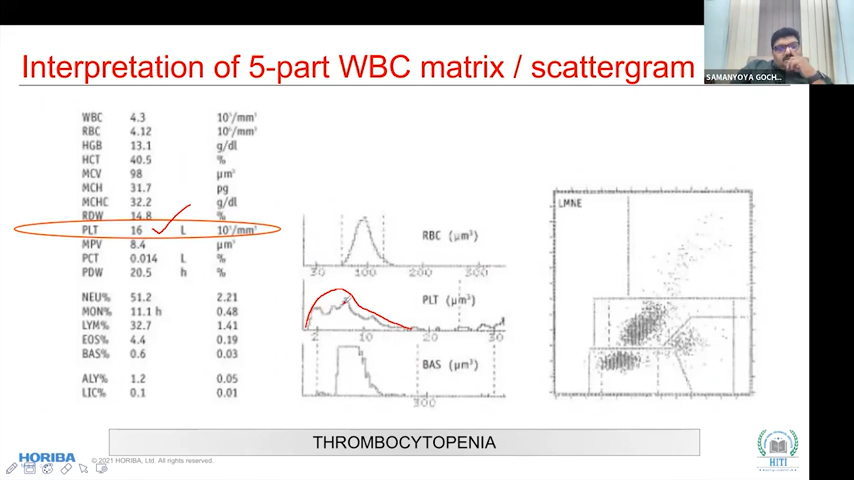 SAMANYOYA GOCH...
Interpretation of 5-part WBC matrix / scattergram
WBC 4.3 10³/mm³
RBC 4.12 10⁶/mm³
HGB 13.1 g/dl
HCT 40.5 %
MCV 98 µm³
MCH 31.7 pg
MCHC 32.2 g/dl
RDW 14.8 %
PLT 16 L 10³/mm³
MPV 8.4 µm³
PCT 0.014 L %
PDW 20.5 h %
NEU% 51.2 2.21
MON% 11.1 h 0.48
LYM% 32.7 1.41
EOS% 4.4 0.19
BAS% 0.6 0.03
ALY% 1.2 0.05
LIC% 0.1 0.01
RBC (µm³)
30 100 200 300
PLT (µm³)
2 10 20 30
BAS (µm³)
300
LMNE
THROMBOCYTOPENIA
HORIBA
© 2021 HORIBA, Ltd. All rights reserved.
HITI